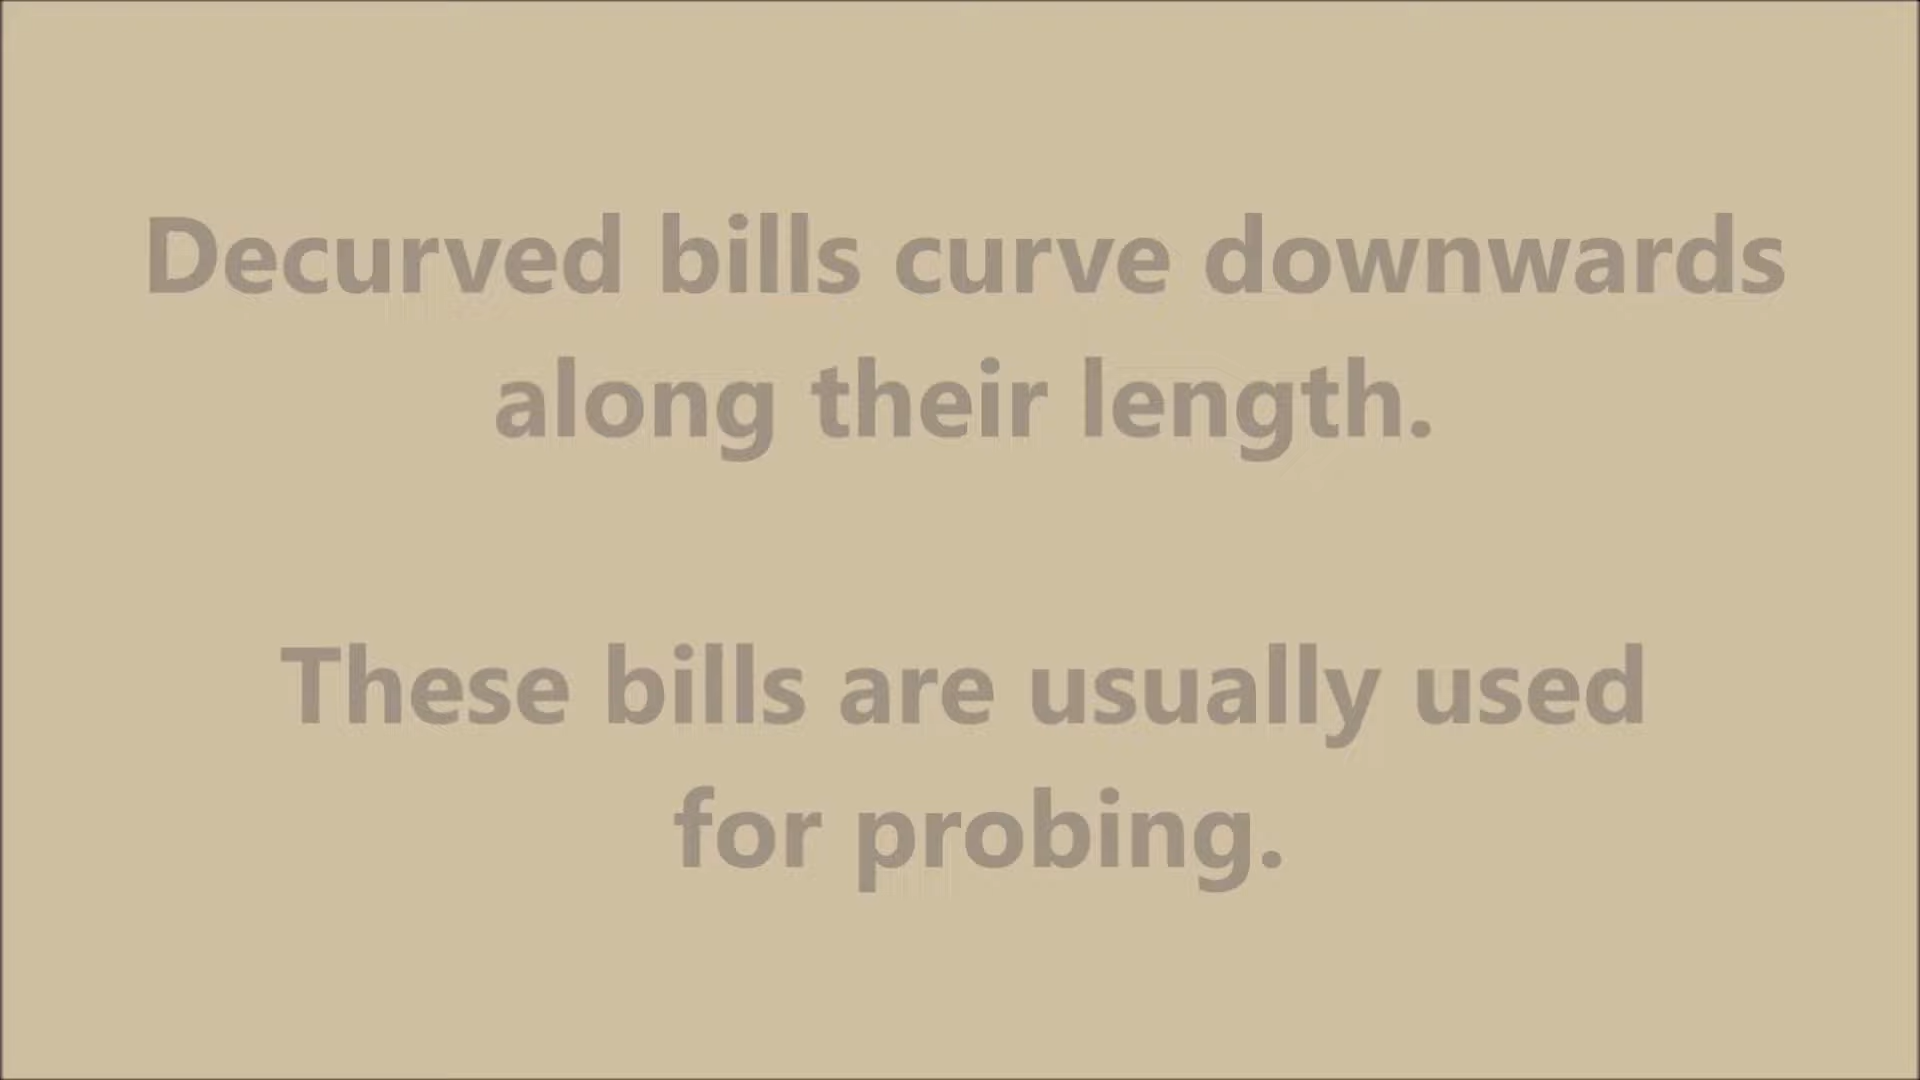 Decurved bills curve downwards
along their length.
These bills are usually used
for probing.